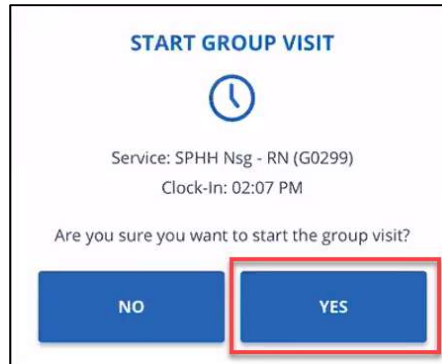 START GROUP VISIT
Service: SPHH Nsg - RN (G0299)
Clock-In: 02:07 PM
Are you sure you want to start the group visit?
NO
YES